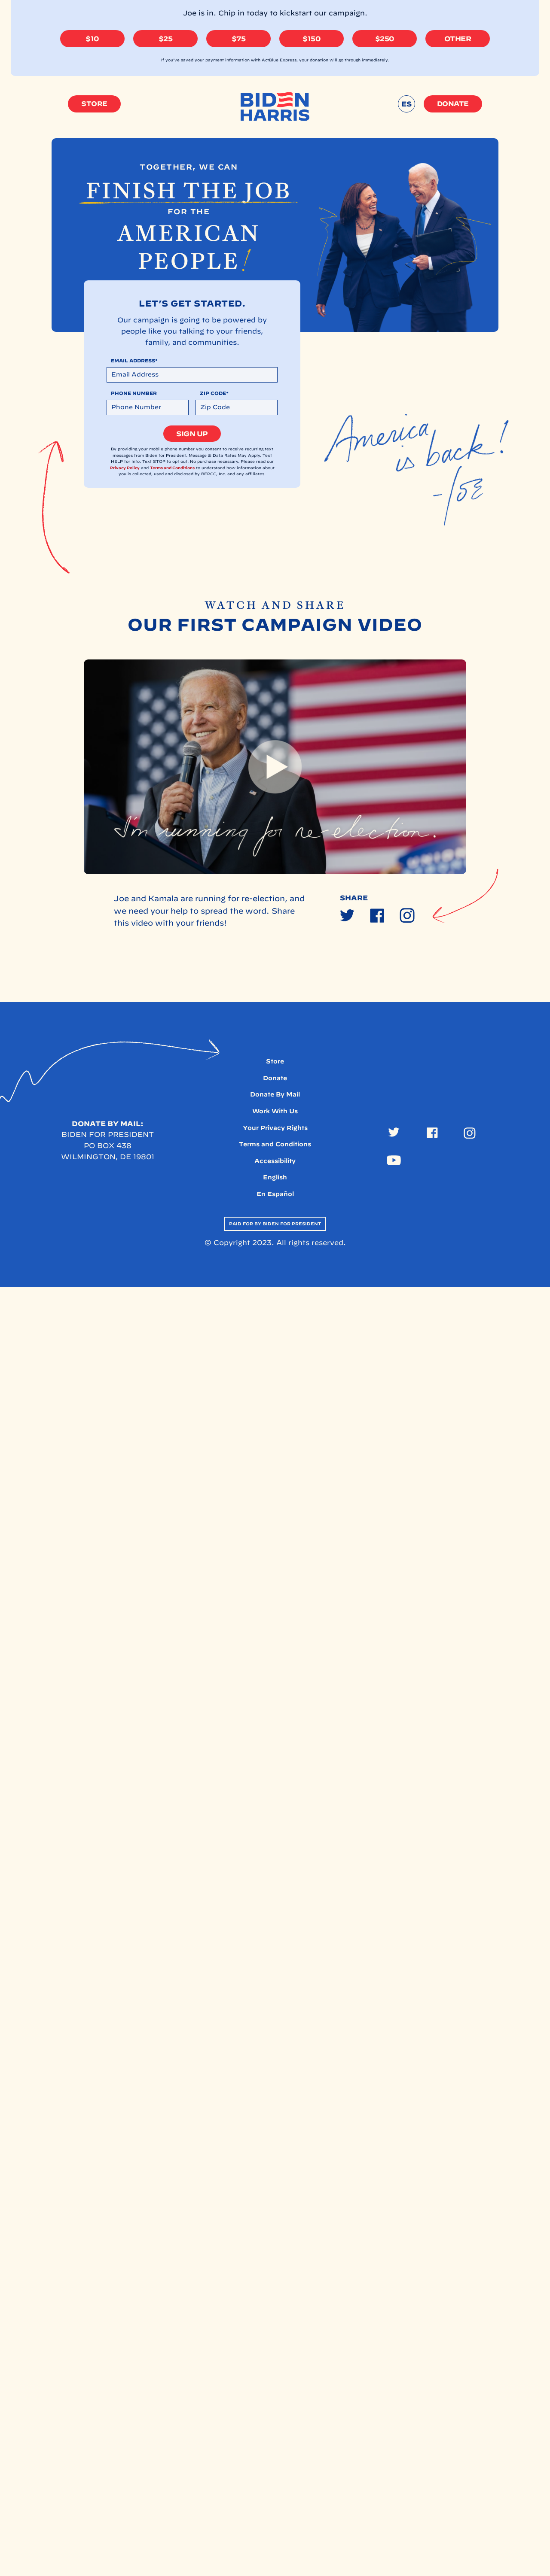 Joe is in. Chip in today to kickstart our campaign.
$10
$25
$75
$150
$250
OTHER
If you've saved your payment information with ActBlue Express, your donation will go through immediately.
STORE
BIDEN
HARRIS
ES
DONATE
TOGETHER, WE CAN
FINISH THE JOB
FOR THE
AMERICAN
PEOPLE!
LET'S GET STARTED.
Our campaign is going to be powered by
people like you talking to your friends,
family, and communities.
EMAIL ADDRESS*
Email Address
PHONE NUMBER
ZIP CODE*
Phone Number
Zip Code
SIGN UP
By providing your mobile phone number you consent to receive recurring text
messages from Biden for President. Message & Data Rates May Apply. Text
HELP for Info. Text STOP to opt out. No purchase necessary. Please read our
Privacy Policy and Terms and Conditions to understand how information about
you is collected, used and disclosed by BFPCC, Inc. and any affiliates.
America
is back!
-Joe
WATCH AND SHARE
OUR FIRST CAMPAIGN VIDEO
I'm running for re-election.
Joe and Kamala are running for re-election, and
we need your help to spread the word. Share
this video with your friends!
SHARE
Store
Donate
Donate By Mail
Work With Us
Your Privacy Rights
Terms and Conditions
Accessibility
English
En Español
DONATE BY MAIL:
BIDEN FOR PRESIDENT
PO BOX 438
WILMINGTON, DE 19801
PAID FOR BY BIDEN FOR PRESIDENT
© Copyright 2023. All rights reserved.